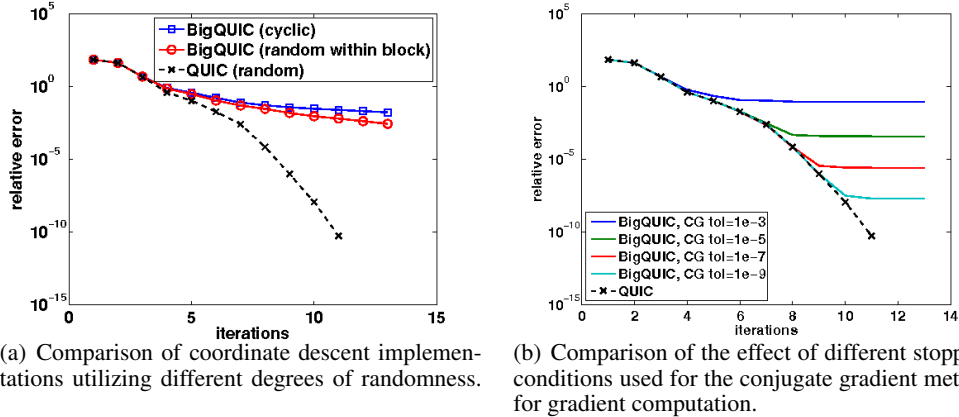 10^5
10^0
10^-5
10^-10
10^-15
relative error
0
5
10
15
iterations
BigQUIC (cyclic)
BigQUIC (random within block)
QUIC (random)
(a) Comparison of coordinate descent implemen-
tations utilizing different degrees of randomness.
10^5
10^0
10^-5
10^-10
10^-15
relative error
0
2
4
6
8
10
12
14
iterations
BigQUIC, CG tol=1e-3
BigQUIC, CG tol=1e-5
BigQUIC, CG tol=1e-7
BigQUIC, CG tol=1e-9
QUIC
(b) Comparison of the effect of different stopp
conditions used for the conjugate gradient met
for gradient computation.